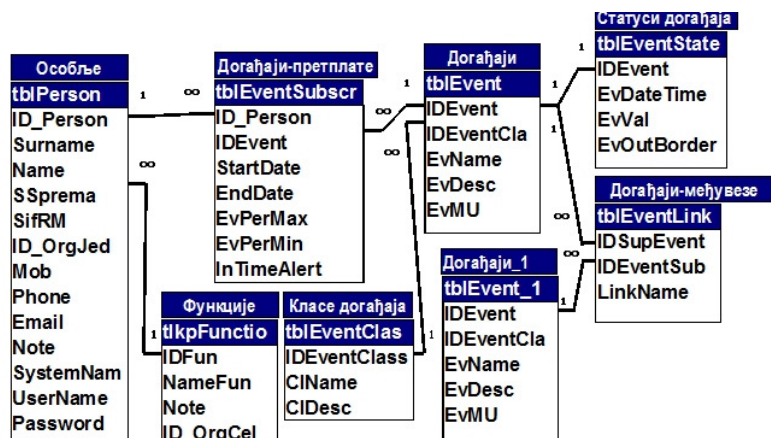 Особље
tblPerson
ID_Person
Surname
Name
SSprema
SifRM
ID_OrgJed
Mob
Phone
Email
Note
SystemNam
UserName
Password
1
∞
∞
Догађаји-претплате
tblEventSubscr
ID_Person
IDEvent
StartDate
EndDate
EvPerMax
EvPerMin
InTimeAlert
Функције
tlkpFunctio
1
IDFun
NameFun
Note
ID_OrgCel
Класе догађаја
tblEventClas
IDEventClass
ClName
ClDesc
1
Догађаји
tblEvent
IDEvent
IDEventCla
EvName
EvDesc
EvMU
1
∞
∞
1
1
Догађаји_1
tblEvent_1
IDEvent
IDEventCla
EvName
EvDesc
EvMU
1
Статуси догађаја
tblEventState
IDEvent
EvDateTime
EvVal
EvOutBorder
1
Догађаји-међувезе
tblEventLink
IDSupEvent
IDEventSub
LinkName
∞
∞